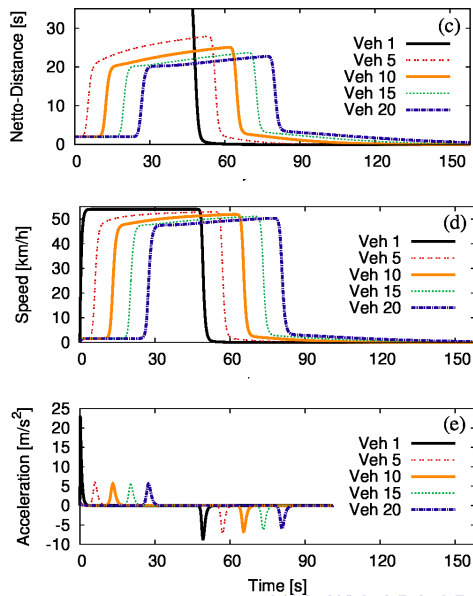 (c)
Netto-Distance [s]
30
20
10
0
Veh 1
Veh 5
Veh 10
Veh 15
Veh 20
0 30 60 90 120 150
(d)
Speed [km/h]
50
40
30
20
10
0
Veh 1
Veh 5
Veh 10
Veh 15
Veh 20
0 30 60 90 120 150
(e)
Acceleration [m/s²]
25
20
15
10
5
0
-5
-10
Veh 1
Veh 5
Veh 10
Veh 15
Veh 20
0 30 60 90 120 150
Time [s]